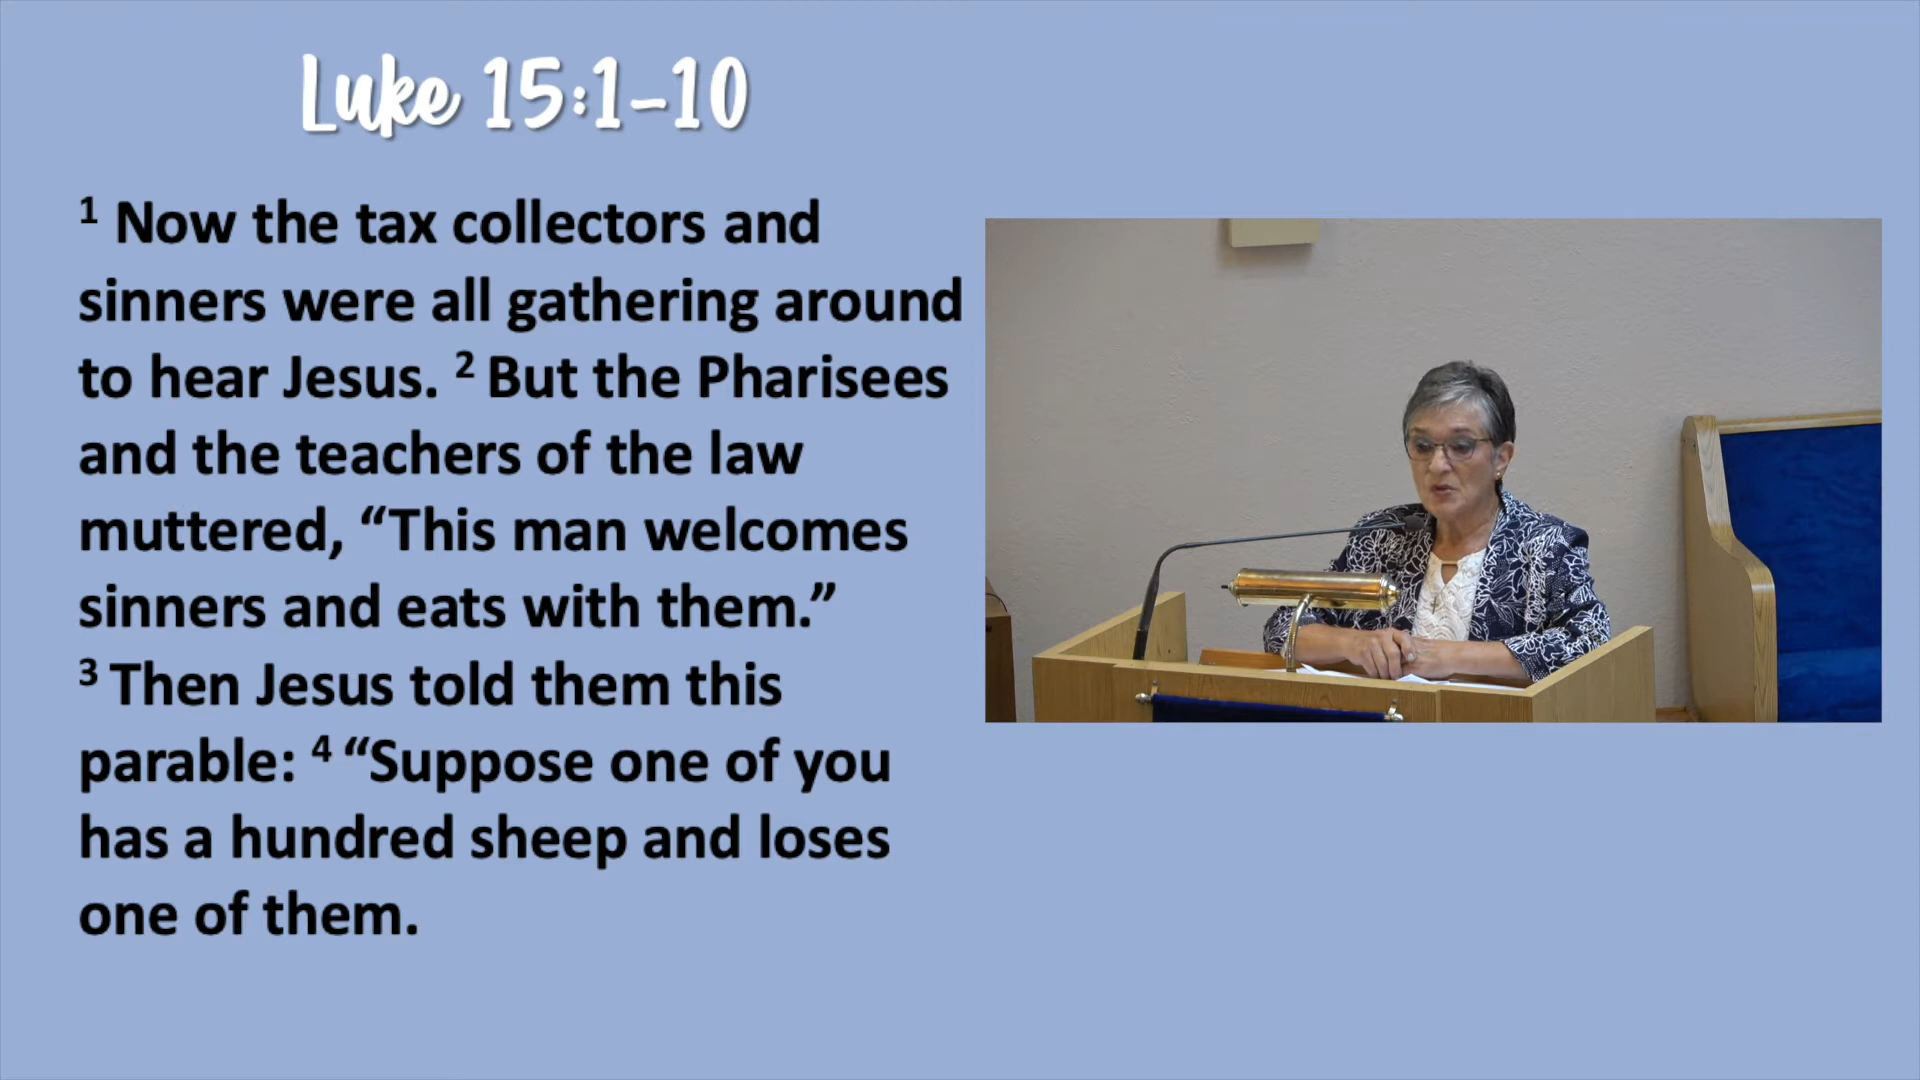 Luke 15:1-10
1 Now the tax collectors and
sinners were all gathering around
to hear Jesus. 2 But the Pharisees
and the teachers of the law
muttered, “This man welcomes
sinners and eats with them.”
3 Then Jesus told them this
parable: 4 “Suppose one of you
has a hundred sheep and loses
one of them.